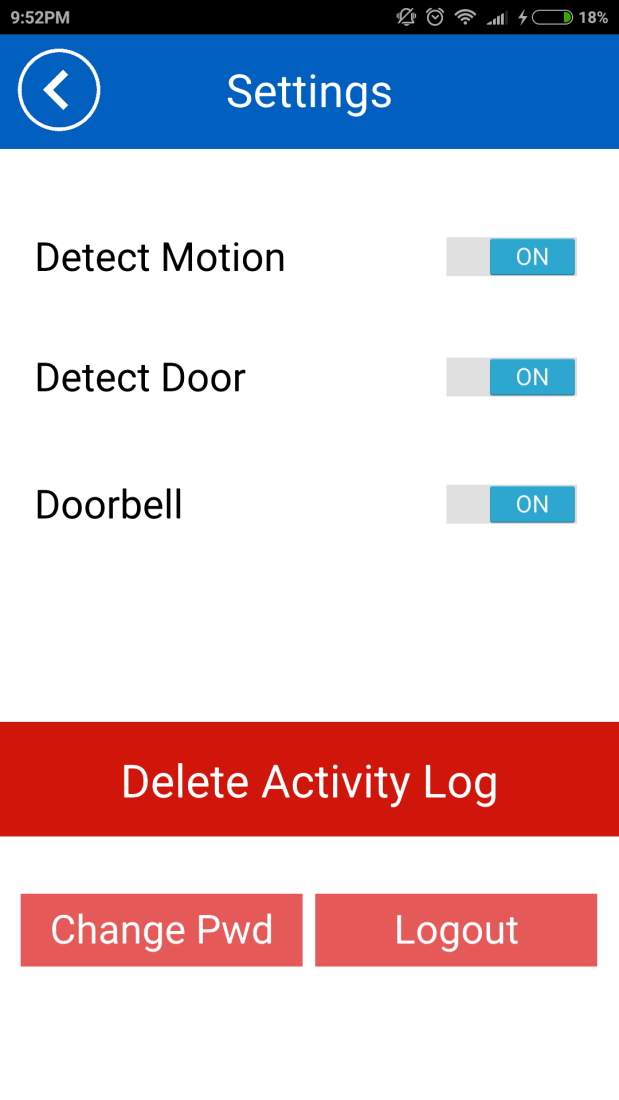 9:52PM 18%
Settings
Detect Motion ON
Detect Door ON
Doorbell ON
Delete Activity Log
Change Pwd Logout